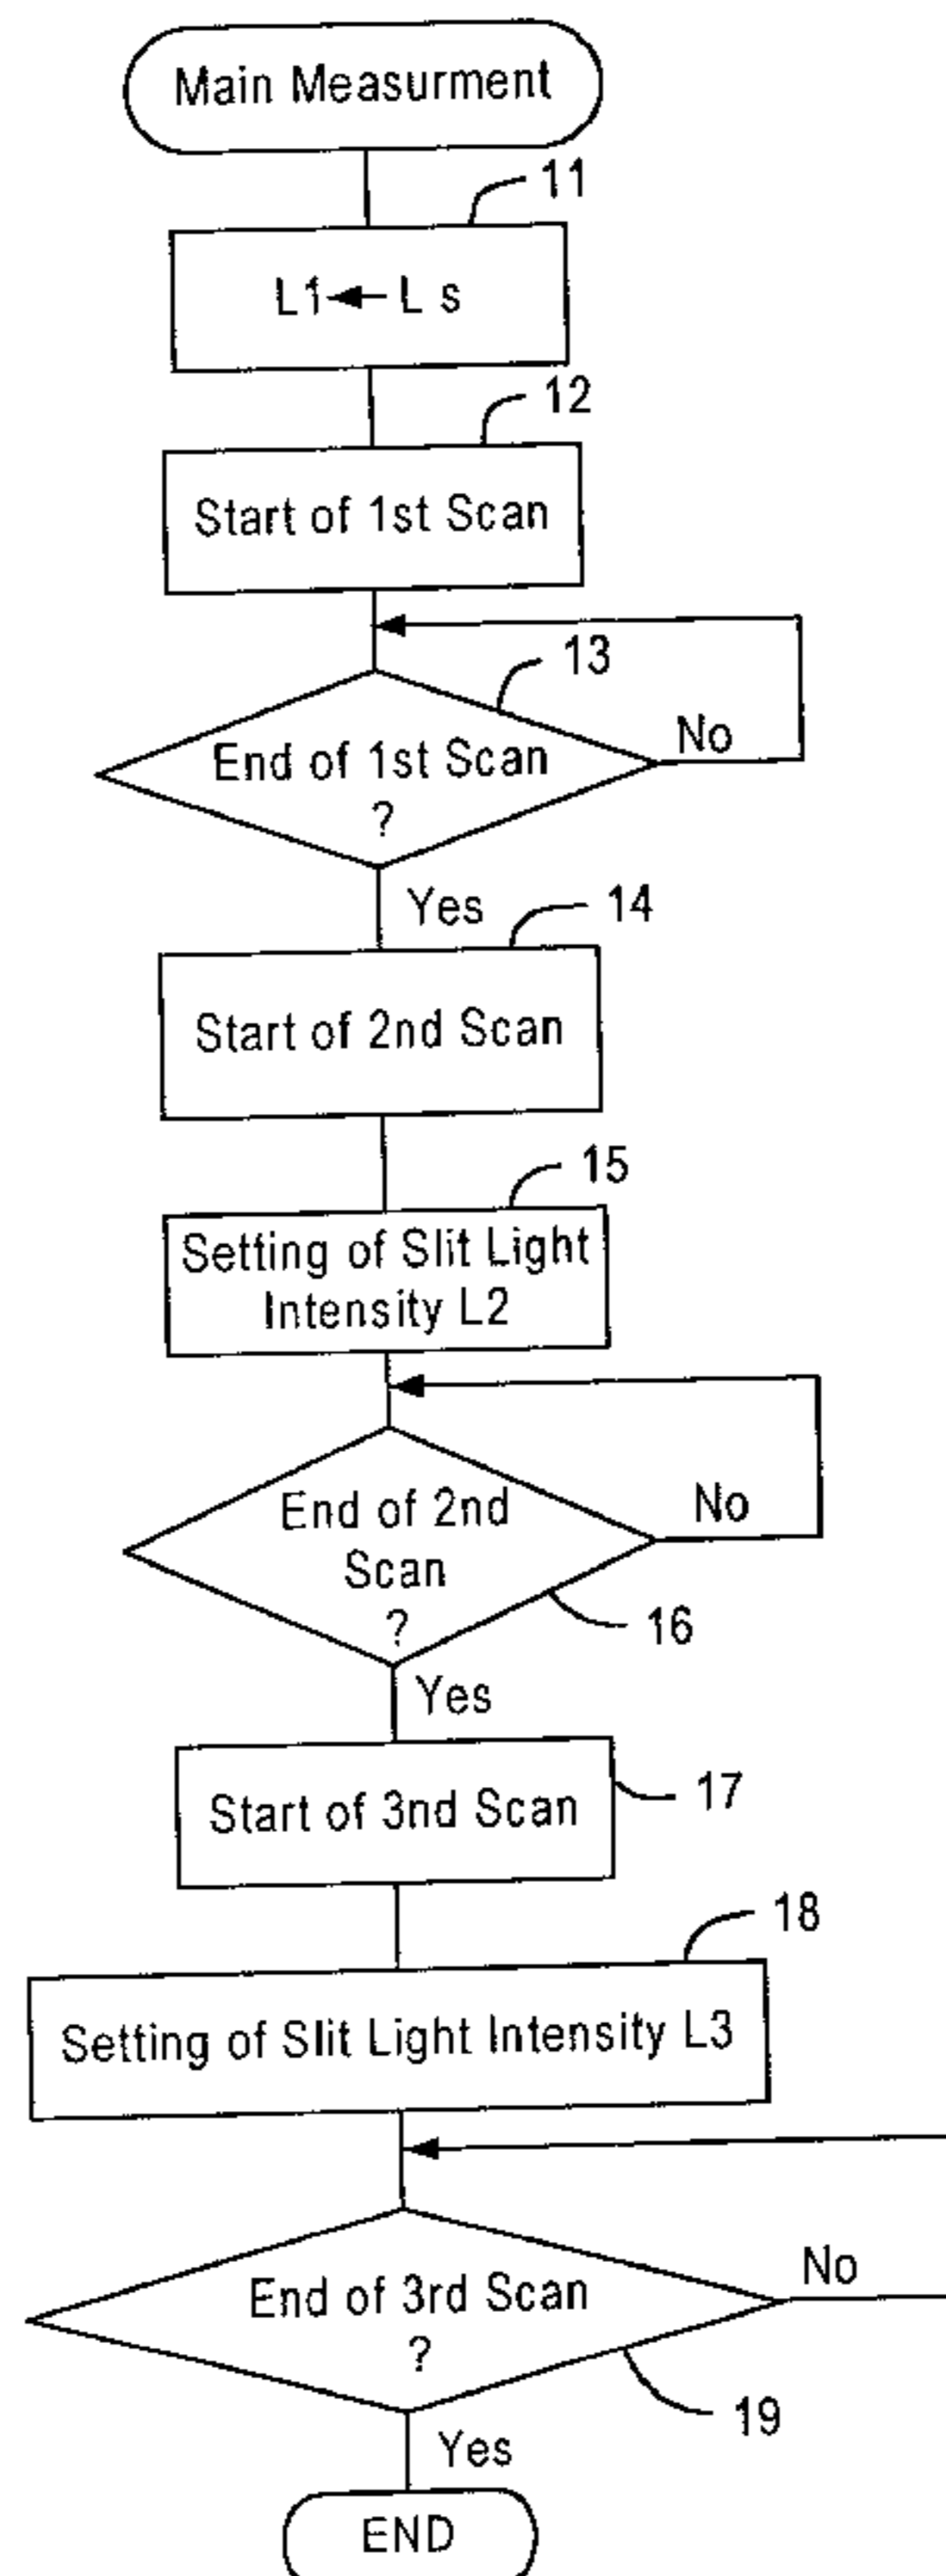 Main Measurment
11
L1 ← L s
12
Start of 1st Scan
13
End of 1st Scan
?
No
Yes
14
Start of 2nd Scan
15
Setting of Slit Light
Intensity L2
End of 2nd
Scan
?
No
16
Yes
Start of 3nd Scan
17
18
Setting of Slit Light Intensity L3
End of 3rd Scan
?
No
19
Yes
END